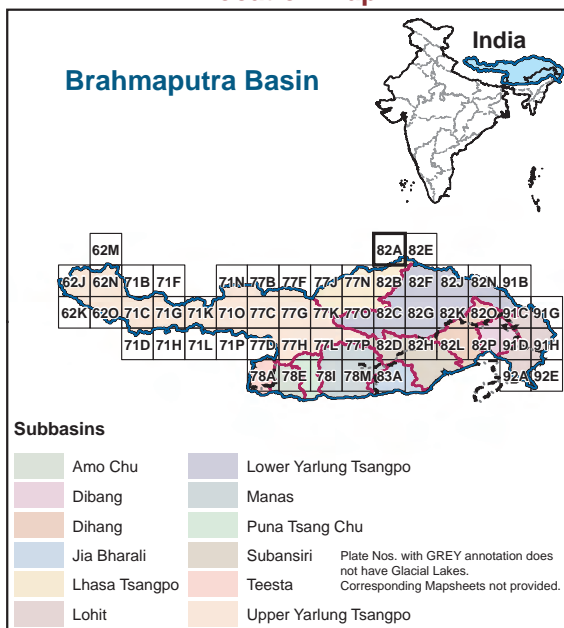 India
Brahmaputra Basin
62M 82A 82E
62J 62N 71B 71F 71N 77B 77F 77J 77N 82B 82F 82J 82N 91B
62K 62O 71C 71G 71K 71O 77C 77G 77K 77O 82C 82G 82K 82O 91C 91G
71D 71H 71L 71P 77D 77H 77L 77P 82D 82H 82L 82P 91D 91H
78A 78E 78I 78M 83A 92A 92E
Subbasins
Amo Chu
Dibang
Dihang
Jia Bharali
Lhasa Tsangpo
Lohit
Lower Yarlung Tsangpo
Manas
Puna Tsang Chu
Subansiri
Teesta
Upper Yarlung Tsangpo
Plate Nos. with GREY annotation does
not have Glacial Lakes.
Corresponding Mapsheets not provided.